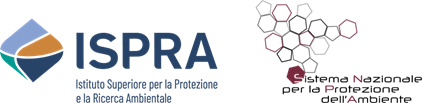 ISPRA
Istituto Superiore per la Protezione
e la Ricerca Ambientale
Sistema Nazionale
per la Protezione
dell'Ambiente